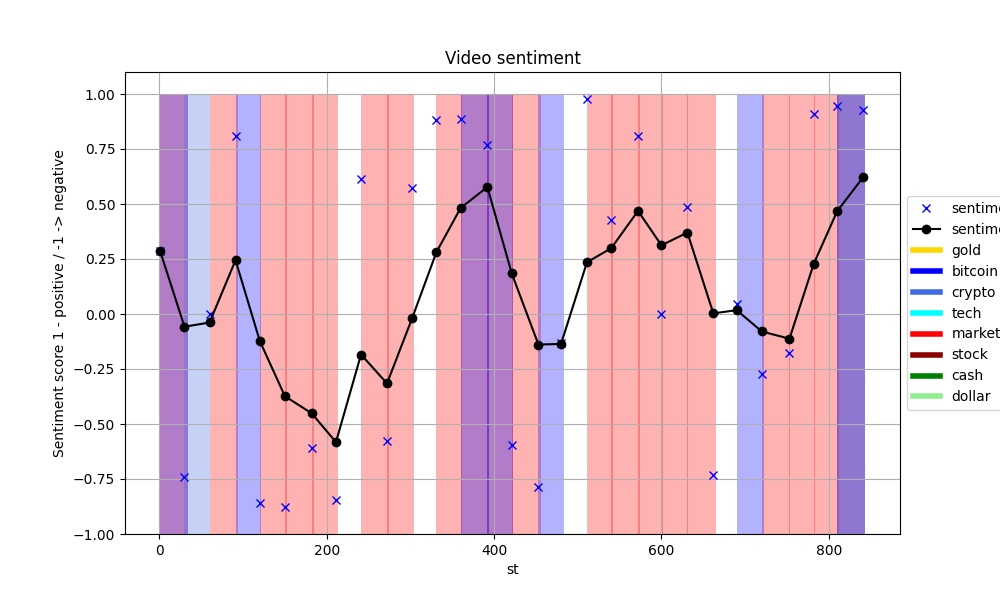 Video sentiment
Sentiment score 1 - positive / -1 -> negative
1.00
0.75
0.50
0.25
0.00
−0.25
−0.50
−0.75
−1.00
0
200
400
600
800
st
gold
bitcoin
crypto
tech
market
stock
cash
dollar